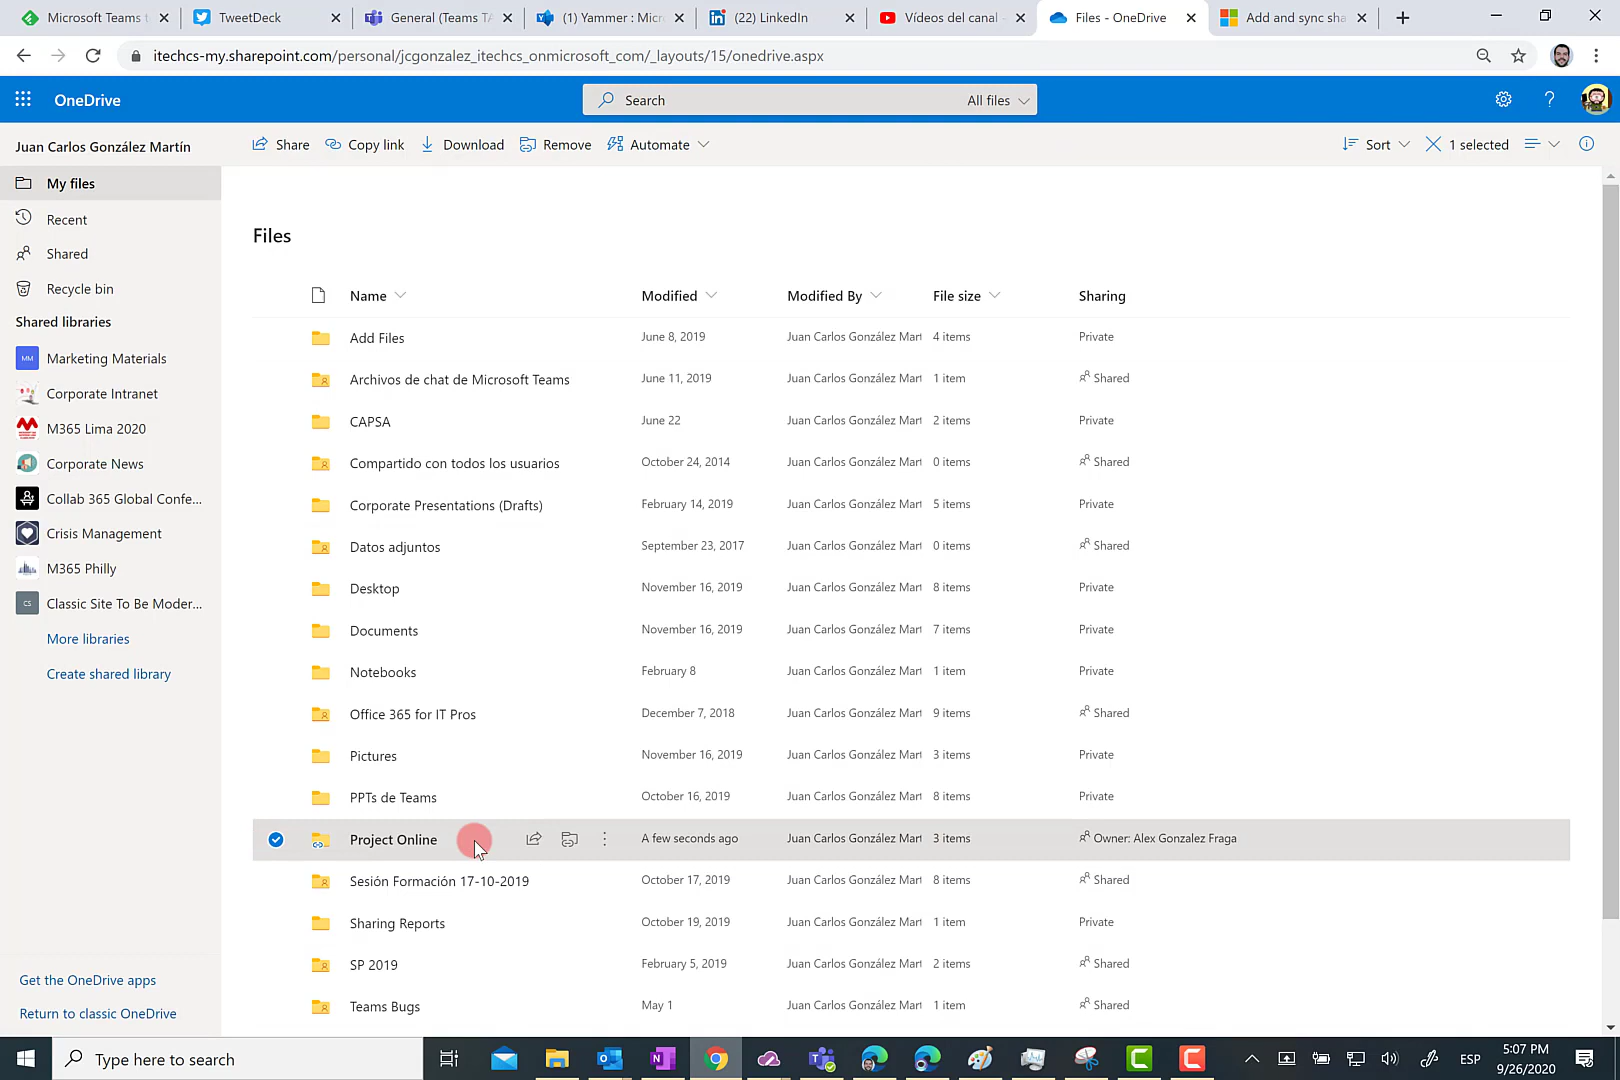 Microsoft Teams t
TweetDeck
General (Teams TA
(1) Yammer : Micr
(22) LinkedIn
Vídeos del canal -
Files - OneDrive
Add and sync sha
itechcs-my.sharepoint.com/personal/jcgonzalez_itechcs_onmicrosoft_com/_layouts/15/onedrive.aspx
OneDrive
Search
All files
?
Juan Carlos González Martín
Share
Copy link
Download
Remove
Automate
Sort
1 selected
My files
Recent
Shared
Recycle bin
Shared libraries
MM Marketing Materials
Corporate Intranet
M365 Lima 2020
Corporate News
Collab 365 Global Confe...
Crisis Management
M365 Philly
CS Classic Site To Be Moder...
More libraries
Create shared library
Get the OneDrive apps
Return to classic OneDrive
Files
Name Modified Modified By File size Sharing
Add Files June 8, 2019 Juan Carlos González Mart 4 items Private
Archivos de chat de Microsoft Teams June 11, 2019 Juan Carlos González Mart 1 item Shared
CAPSA June 22 Juan Carlos González Mart 2 items Private
Compartido con todos los usuarios October 24, 2014 Juan Carlos González Mart 0 items Shared
Corporate Presentations (Drafts) February 14, 2019 Juan Carlos González Mart 5 items Private
Datos adjuntos September 23, 2017 Juan Carlos González Mart 0 items Shared
Desktop November 16, 2019 Juan Carlos González Mart 8 items Private
Documents November 16, 2019 Juan Carlos González Mart 7 items Private
Notebooks February 8 Juan Carlos González Mart 1 item Private
Office 365 for IT Pros December 7, 2018 Juan Carlos González Mart 9 items Shared
Pictures November 16, 2019 Juan Carlos González Mart 3 items Private
PPTs de Teams October 16, 2019 Juan Carlos González Mart 8 items Private
Project Online A few seconds ago Juan Carlos González Mart 3 items Owner: Alex Gonzalez Fraga
Sesión Formación 17-10-2019 October 17, 2019 Juan Carlos González Mart 8 items Shared
Sharing Reports October 19, 2019 Juan Carlos González Mart 1 item Private
SP 2019 February 5, 2019 Juan Carlos González Mart 2 items Shared
Teams Bugs May 1 Juan Carlos González Mart 1 item Shared
Type here to search
ESP
5:07 PM
9/26/2020